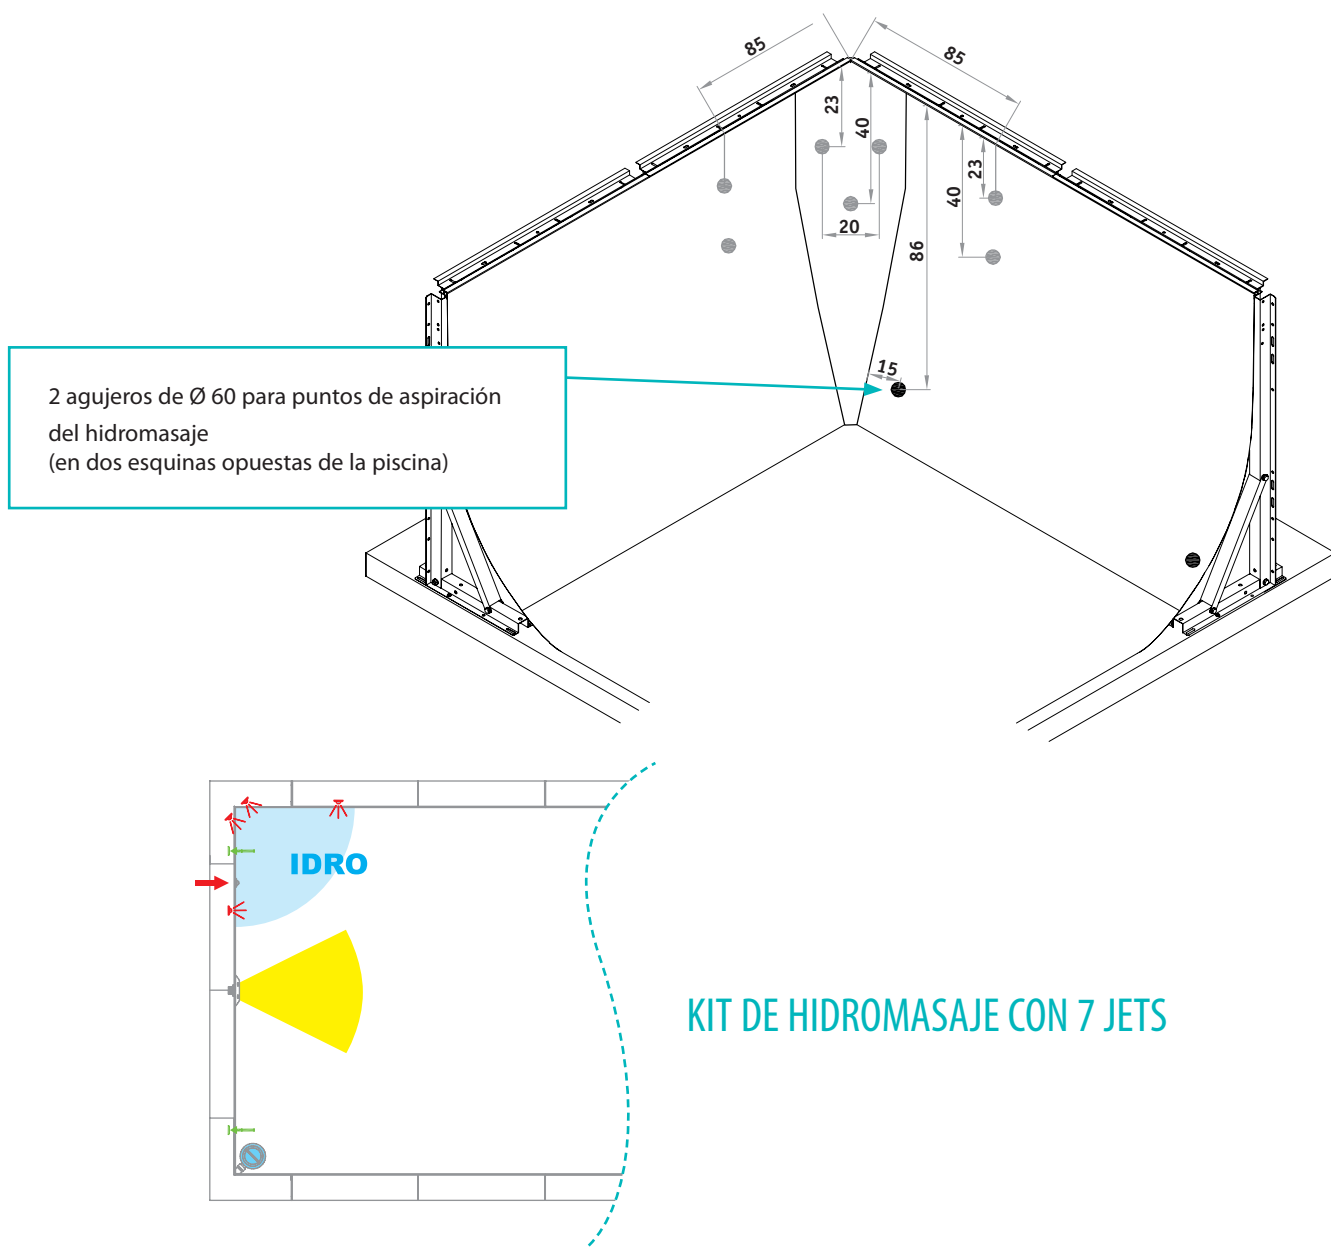 85
85
23
40
23
40
20
86
15
2 agujeros de Ø 60 para puntos de aspiración
del hidromasaje
(en dos esquinas opuestas de la piscina)
IDRO
KIT DE HIDROMASAJE CON 7 JETS